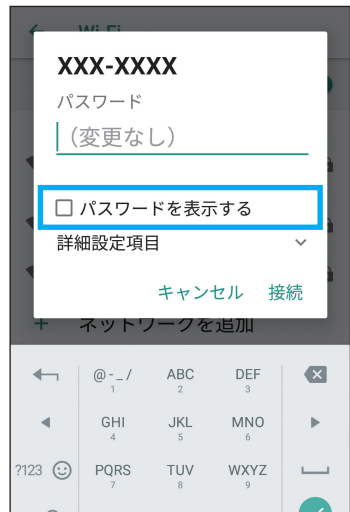 Wi-Fi
XXX-XXXX
パスワード
（変更なし）
パスワードを表示する
詳細設定項目
キャンセル 接続
ネットワークを追加
@-_/ ABC DEF
1 2 3
GHI JKL MNO
4 5 6
?123 PQRS TUV WXYZ
7 8 9